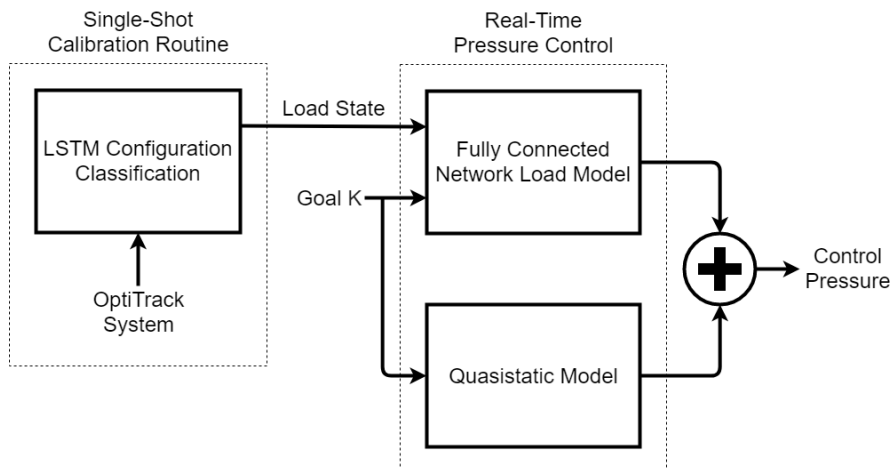 Single-Shot
Calibration Routine
Real-Time
Pressure Control
LSTM Configuration
Classification
Load State
Fully Connected
Network Load Model
Goal K
OptiTrack
System
Control
Pressure
Quasistatic Model